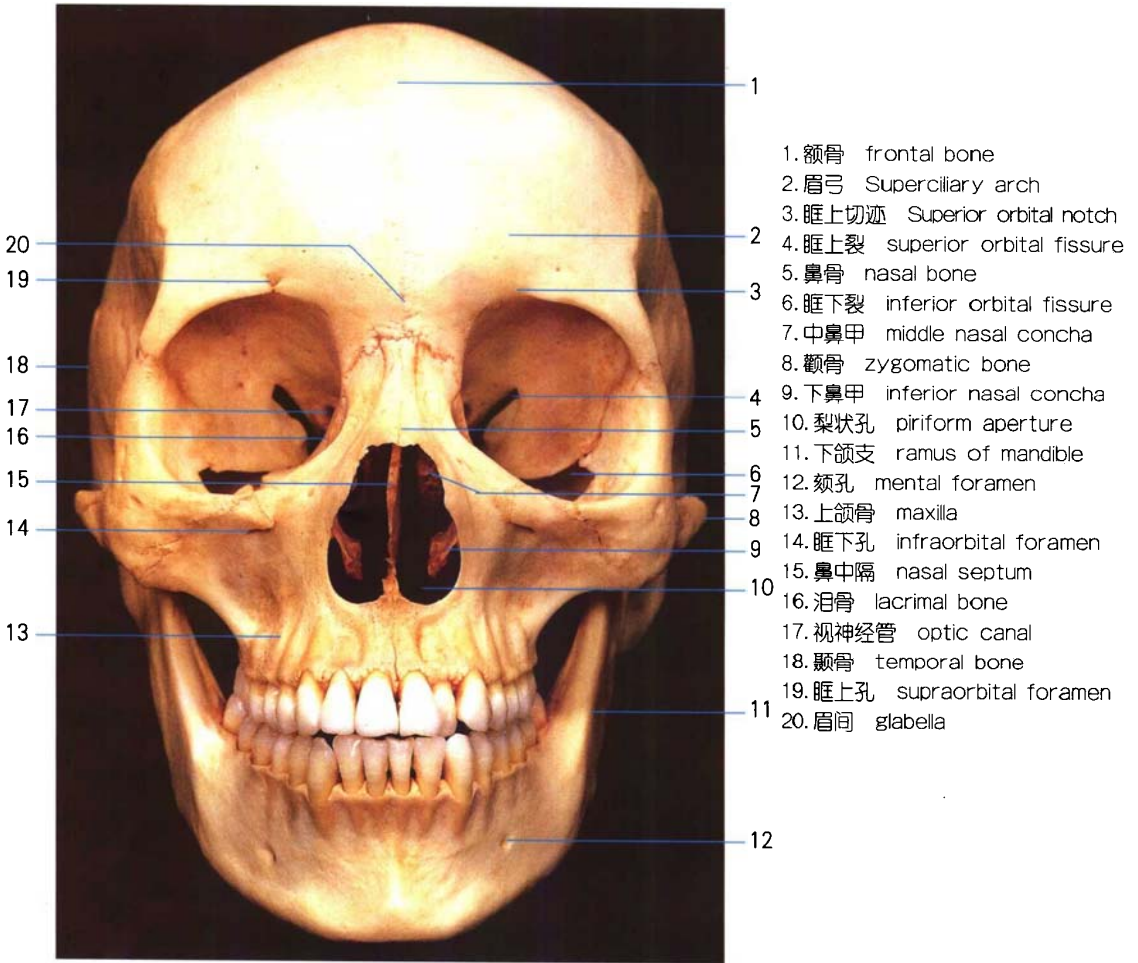 1
20
2
19
3
18
4
17
5
16
6
15
7
14
8
9
10
13
11
12
1.额骨 frontal bone
2.眉弓 Superciliary arch
3.眶上切迹 Superior orbital notch
4.眶上裂 superior orbital fissure
5.鼻骨 nasal bone
6.眶下裂 inferior orbital fissure
7.中鼻甲 middle nasal concha
8.颧骨 zygomatic bone
9.下鼻甲 inferior nasal concha
10.梨状孔 piriform aperture
11.下颌支 ramus of mandible
12.颏孔 mental foramen
13.上颌骨 maxilla
14.眶下孔 infraorbital foramen
15.鼻中隔 nasal septum
16.泪骨 lacrimal bone
17.视神经管 optic canal
18.颞骨 temporal bone
19.眶上孔 supraorbital foramen
20.眉间 glabella